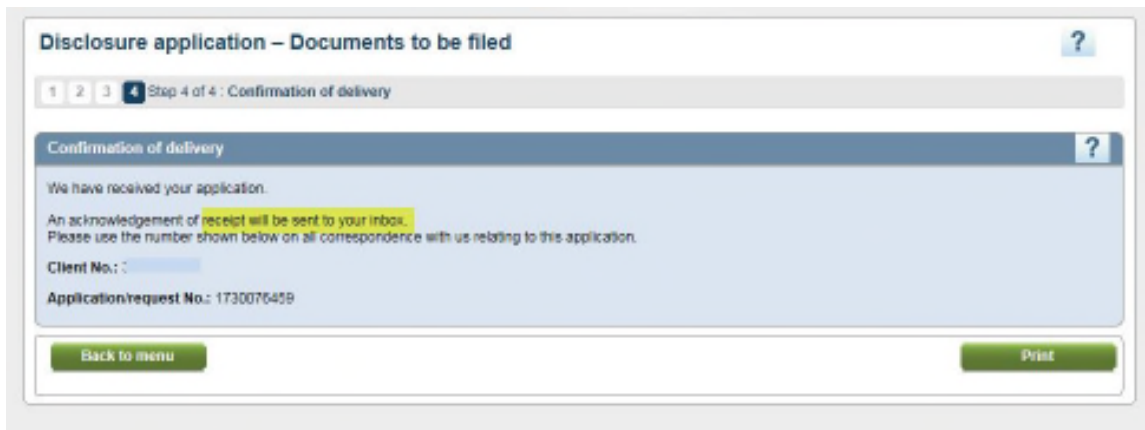 Disclosure application – Documents to be filed
?
1 2 3 4 Step 4 of 4 : Confirmation of delivery
Confirmation of delivery
?
We have received your application.
An acknowledgement of receipt will be sent to your inbox.
Please use the number shown below on all correspondence with us relating to this application.
Client No.:
Application/request No.: 1730076459
Back to menu
Print